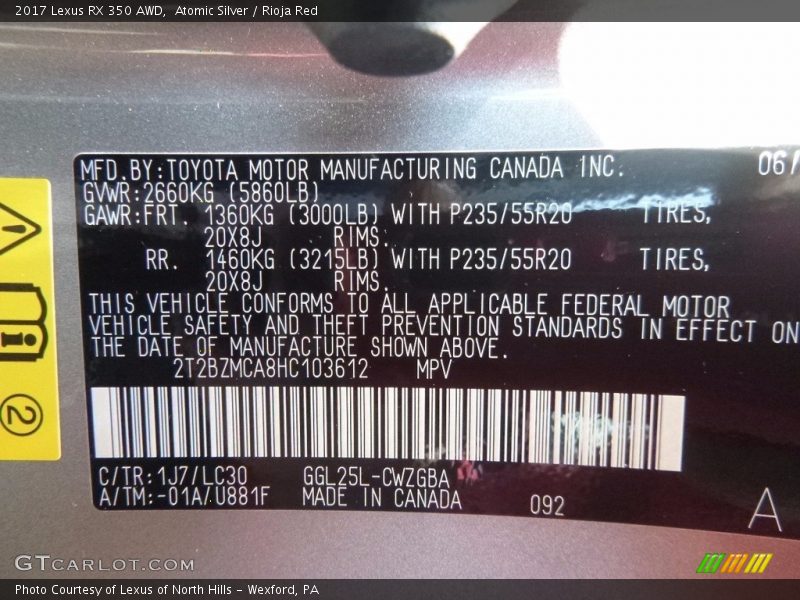 2017 Lexus RX 350 AWD, Atomic Silver / Rioja Red
MFD.BY:TOYOTA MOTOR MANUFACTURING CANADA INC. 06/
GVWR:2660KG (5860LB)
GAWR:FRT. 1360KG (3000LB) WITH P235/55R20 TIRES,
20X8J RIMS.
RR. 1460KG (3215LB) WITH P235/55R20 TIRES,
20X8J RIMS.
THIS VEHICLE CONFORMS TO ALL APPLICABLE FEDERAL MOTOR
VEHICLE SAFETY AND THEFT PREVENTION STANDARDS IN EFFECT ON
THE DATE OF MANUFACTURE SHOWN ABOVE.
2T2BZMCA8HC103612 MPV
C/TR:1J7/LC30 GGL25L-CWZGBA
A/TM:-01A/U881F MADE IN CANADA 092
A
2
GTCARLOT.COM
Photo Courtesy of Lexus of North Hills - Wexford, PA